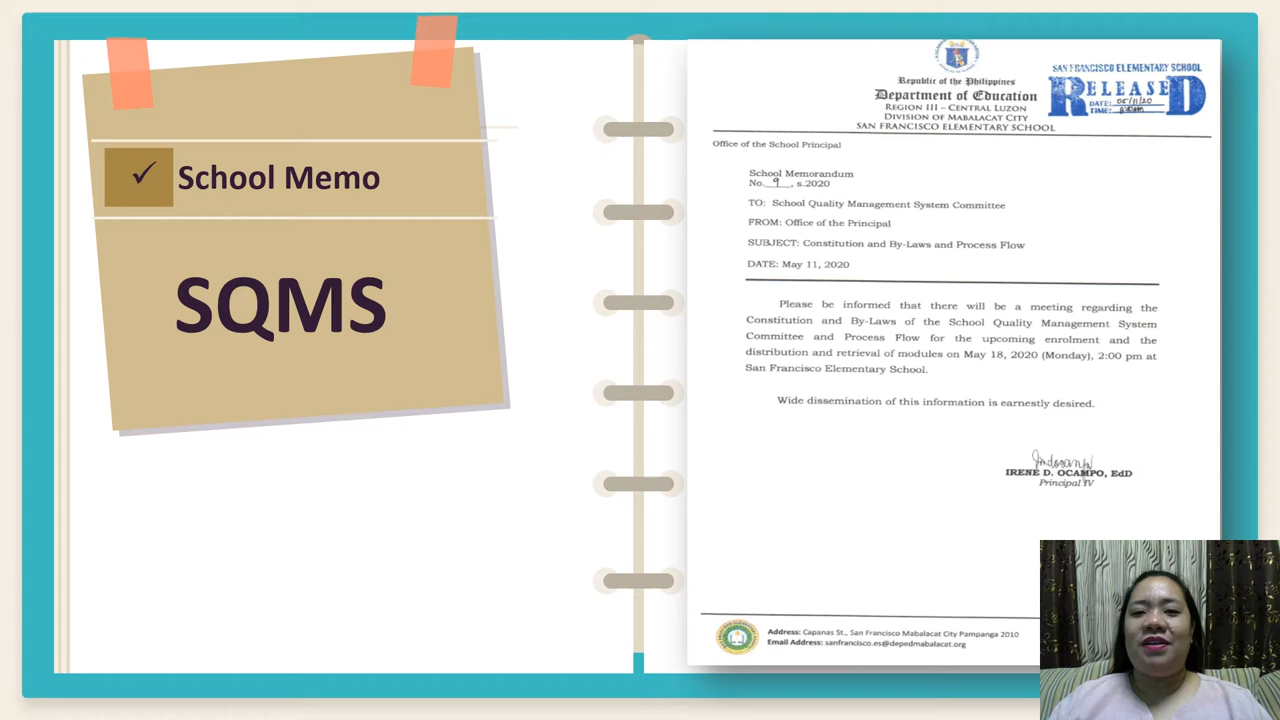 School Memo
SQMS
Republic of the Philippines
Department of Education
REGION III – CENTRAL LUZON
DIVISION OF MABALACAT CITY
SAN FRANCISCO ELEMENTARY SCHOOL
SAN FRANCISCO ELEMENTARY SCHOOL
RELEASED
DATE: 05/11/20
TIME:
Office of the School Principal
School Memorandum
No. 9 , s.2020
TO: School Quality Management System Committee
FROM: Office of the Principal
SUBJECT: Constitution and By-Laws and Process Flow
DATE: May 11, 2020
Please be informed that there will be a meeting regarding the
Constitution and By-Laws of the School Quality Management System
Committee and Process Flow for the upcoming enrolment and the
distribution and retrieval of modules on May 18, 2020 (Monday), 2:00 pm at
San Francisco Elementary School.
Wide dissemination of this information is earnestly desired.
IRENE D. OCAMPO, EdD
Principal IV
Address: Capanas St., San Francisco Mabalacat City Pampanga 2010
Email Address: sanfrancisco.es@depedmabalacat.org